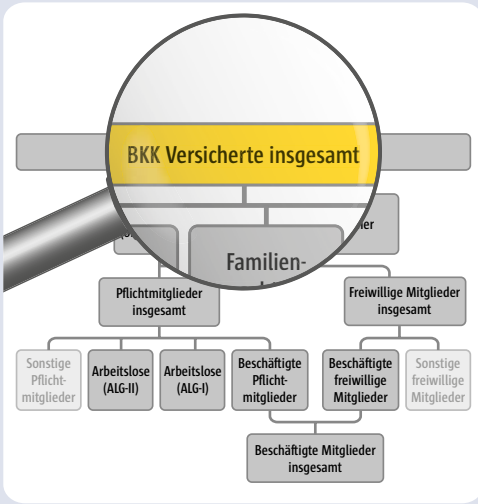 BKK Versicherte insgesamt
Familien-
Pflichtmitglieder
insgesamt
Freiwillige Mitglieder
insgesamt
Sonstige
Pflicht-
mitglieder
Arbeitslose
(ALG-II)
Arbeitslose
(ALG-I)
Beschäftigte
Pflicht-
mitglieder
Beschäftigte
freiwillige
Mitglieder
Sonstige
freiwillige
Mitglieder
Beschäftigte Mitglieder
insgesamt